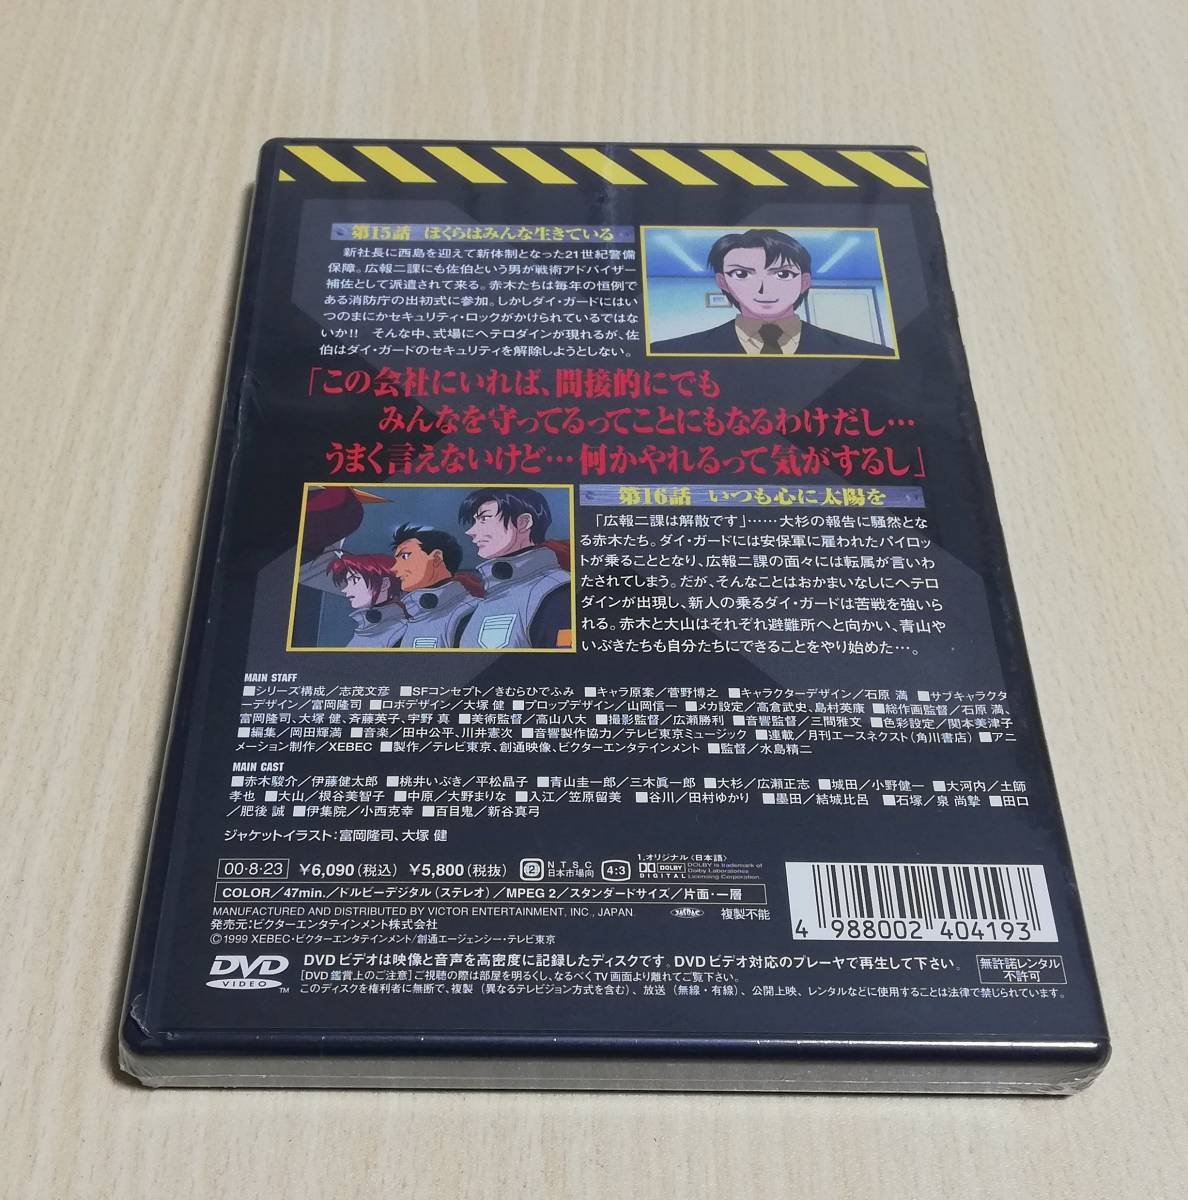 第15話 ぼくらはみんな生きている
新社長に西島を迎えて新体制となった21世紀警備
保障。広報二課にも佐伯という男が戦術アドバイザー
補佐として派遣されて来る。赤木たちは毎年の恒例で
ある消防庁の出初式に参加。しかしダイ・ガードにはい
つのまにかセキュリティ・ロックがかけられているではな
いか!! そんな中、式場にヘテロダインが現れるが、佐
伯はダイ・ガードのセキュリティを解除しようとしない。
「この会社にいれば、間接的にでも
みんなを守ってるってことにもなるわけだし…
うまく言えないけど… 何かやれるって気がするし」
第16話 いつも心に太陽を
「広報二課は解散です」……大杉の報告に騒然とな
る赤木たち。ダイ・ガードには安保軍に雇われたパイロッ
トが乗ることとなり、広報二課の面々には転属が言いわ
たされてしまう。だが、そんなことはおかまいなしにヘテロ
ダインが出現し、新人の乗るダイ・ガードは苦戦を強いら
れる。赤木と大山はそれぞれ避難所へと向かい、青山や
いぶきたちも自分たちにできることをやり始めた…。
MAIN STAFF
■シリーズ構成/志茂文彦 ■SFコンセプト/きむらひでふみ ■キャラ原案/菅野博之 ■キャラクターデザイン/石原 満 ■サブキャラクタ
ーデザイン/富岡隆司 ■ロボデザイン/大塚 健 ■プロップデザイン/山岡信一 ■メカ設定/高倉武史、島村英康 ■総作画監督/石原 満、
富岡隆司、大塚 健、斉藤英子、宇野 真 ■美術監督/高山八大 ■撮影監督/広瀬勝利 ■音響監督/三間雅文 ■色彩設定/関本美津子
■編集/岡田輝満 ■音楽/田中公平、川井憲次 ■音響製作協力/テレビ東京ミュージック ■連載/月刊エースネクスト(角川書店) ■アニ
メーション制作/XEBEC ■製作/テレビ東京、創通映像、ビクターエンタテインメント ■監督/水島精二
MAIN CAST
■赤木駿介/伊藤健太郎 ■桃井いぶき/平松晶子 ■青山圭一郎/三木眞一郎 ■大杉/広瀬正志 ■城田/小野健一 ■大河内/土師
孝也 ■大山/根谷美智子 ■中原/大野まりな ■入江/笠原留美 ■谷川/田村ゆかり ■墨田/結城比呂 ■石塚/泉 尚摯 ■田口
/肥後 誠 ■伊集院/小西克幸 ■百目鬼/新谷真弓
ジャケットイラスト:富岡隆司、大塚 健
00・8・23 ¥6,090(税込) ¥5,800(税抜) 2 NTSC 日本市場向 4:3 1.オリジナル〈日本語〉 DOLBY DIGITAL DOLBY is trademark of Dolby Laboratories Licensing Corporation.
COLOR/47min./ドルビーデジタル(ステレオ)/MPEG 2/スタンダードサイズ/片面・一層
MANUFACTURED AND DISTRIBUTED BY VICTOR ENTERTAINMENT, INC., JAPAN. JASRAC 複製不能
発売元:ビクターエンタテインメント株式会社
©1999 XEBEC・ビクターエンタテインメント/創通エージェンシー・テレビ東京
4 988002 404193
DVD VIDEO TM
DVDビデオは映像と音声を高密度に記録したディスクです。DVDビデオ対応のプレーヤで再生して下さい。
[DVD鑑賞上のご注意]ご視聴の際は部屋を明るくし、なるべくTV画面より離れてご覧下さい。
このディスクを権利者に無断で、複製(異なるテレビジョン方式を含む)、放送(無線・有線)、公開上映、レンタルなどに使用することは法律で禁じられています。
無許諾レンタル
不許可